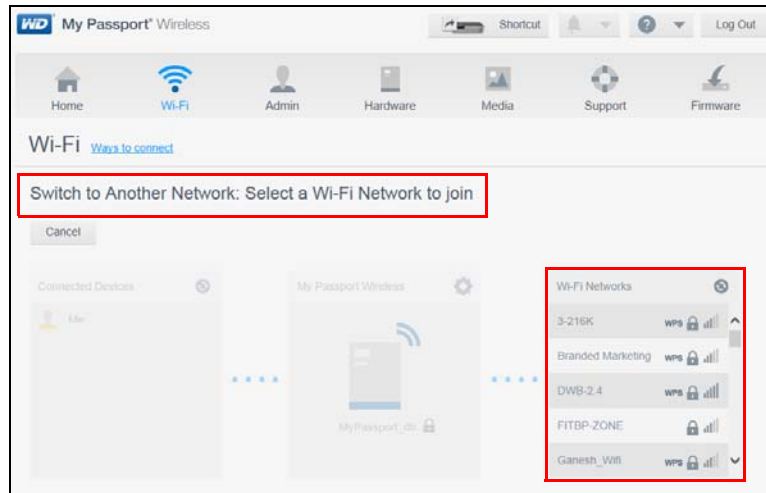 WD My Passport® Wireless
Shortcut
Log Out
Home
Wi-Fi
Admin
Hardware
Media
Support
Firmware
Wi-Fi Ways to connect
Switch to Another Network: Select a Wi-Fi Network to join
Cancel
Connected Devices
Me
My Passport Wireless
MyPassport_db
Wi-Fi Networks
3-216K WPS
Branded Marketing WPS
DWB-2.4 WPS
FITBP-ZONE
Ganesh_Wifi WPS